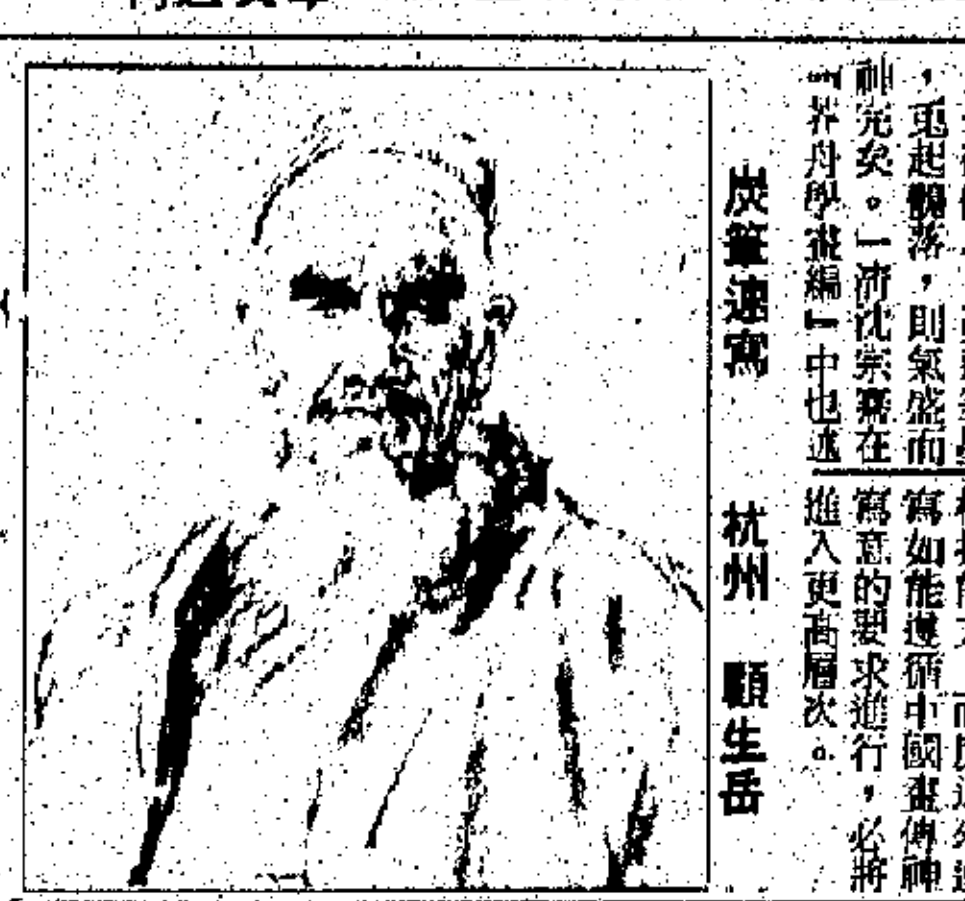 ，兎起鶻落，則氣盛而
神完矣。」清沈宗騫在
『芥舟學畫編』中也述
寫如能遵循中國畫傳神
寫意的要求進行，必將
進入更高層次。
炭筆速寫　杭州　顧生岳